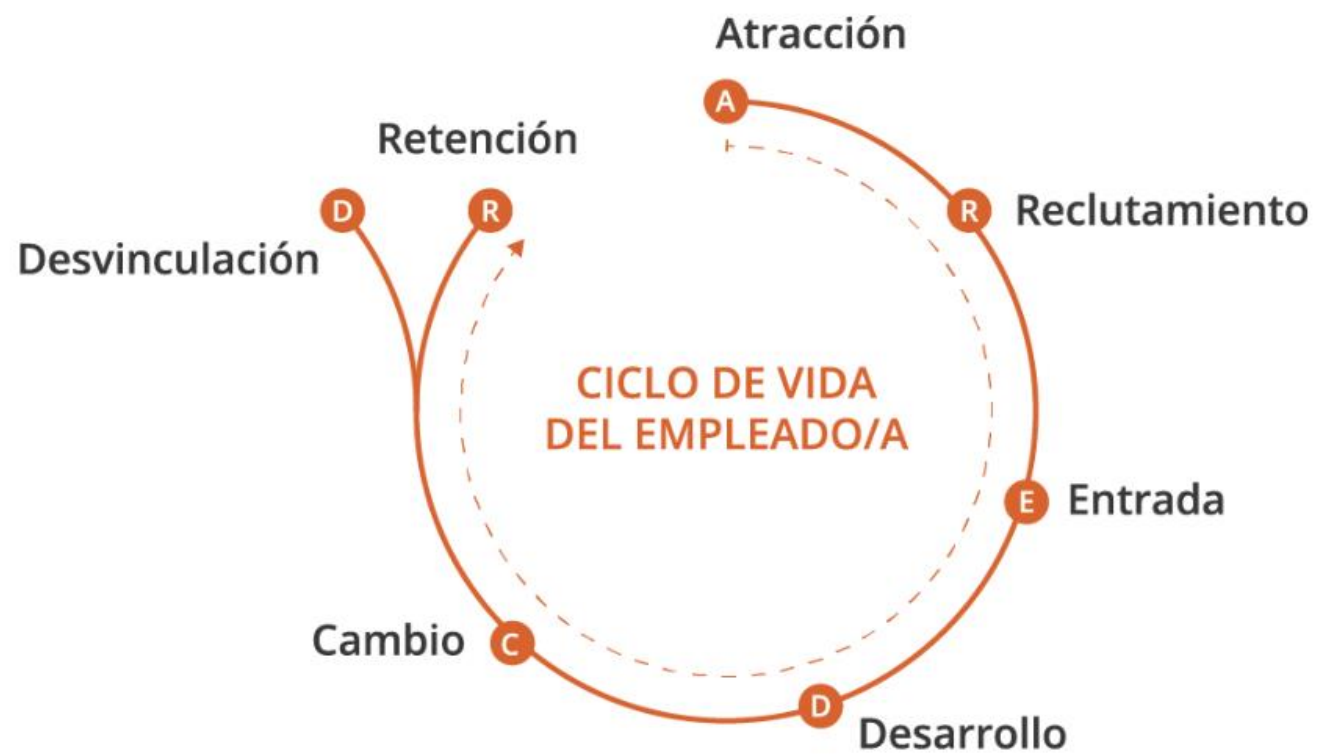 Atracción
A
Retención
R
D
Desvinculación
R
Reclutamiento
CICLO DE VIDA
DEL EMPLEADO/A
E
Entrada
Cambio
C
D
Desarrollo